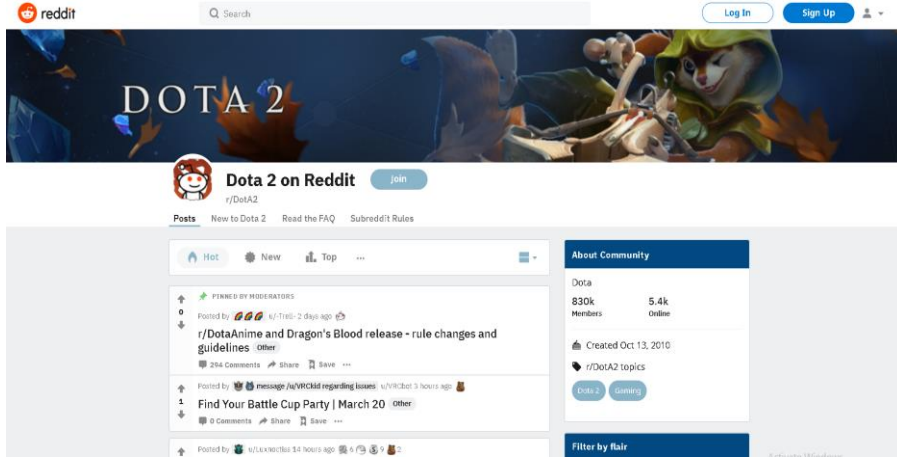 reddit
Search
Log In
Sign Up
DOTA 2
Dota 2 on Reddit
Join
r/DotA2
Posts New to Dota 2 Read the FAQ Subreddit Rules
Hot New Top ...
PINNED BY MODERATORS
0
Posted by 2 days ago
r/DotaAnime and Dragon's Blood release - rule changes and
guidelines Other
294 Comments Share Save ...
Posted by message /u/VRCkid regarding issues u/VRCbot 3 hours ago
1
Find Your Battle Cup Party | March 20 Other
0 Comments Share Save ...
Posted by 14 hours ago 6 9 2
About Community
Dota
830k 5.4k
Members Online
Created Oct 13, 2010
r/DotA2 topics
Dota 2 Gaming
Filter by flair
Activate Windows